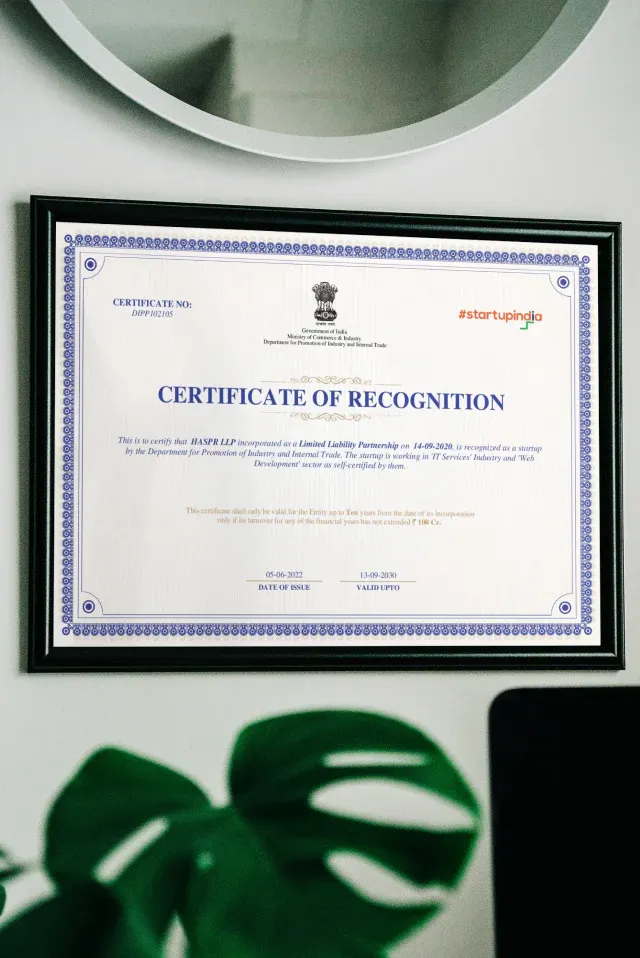 CERTIFICATE NO:
DIPP102105
#startupindia
Government of India
Ministry of Commerce & Industry
Department for Promotion of Industry and Internal Trade
CERTIFICATE OF RECOGNITION
This is to certify that HASPR LLP incorporated as a Limited Liability Partnership on 14-09-2020, is recognized as a startup
by the Department for Promotion of Industry and Internal Trade. The startup is working in 'IT Services' Industry and 'Web
Development' sector as self-certified by them.
This certificate shall only be valid for the Entity up to Ten years from the date of its incorporation
only if its turnover for any of the financial years has not extended ₹ 100 Cr.
05-06-2022 13-09-2030
DATE OF ISSUE VALID UPTO